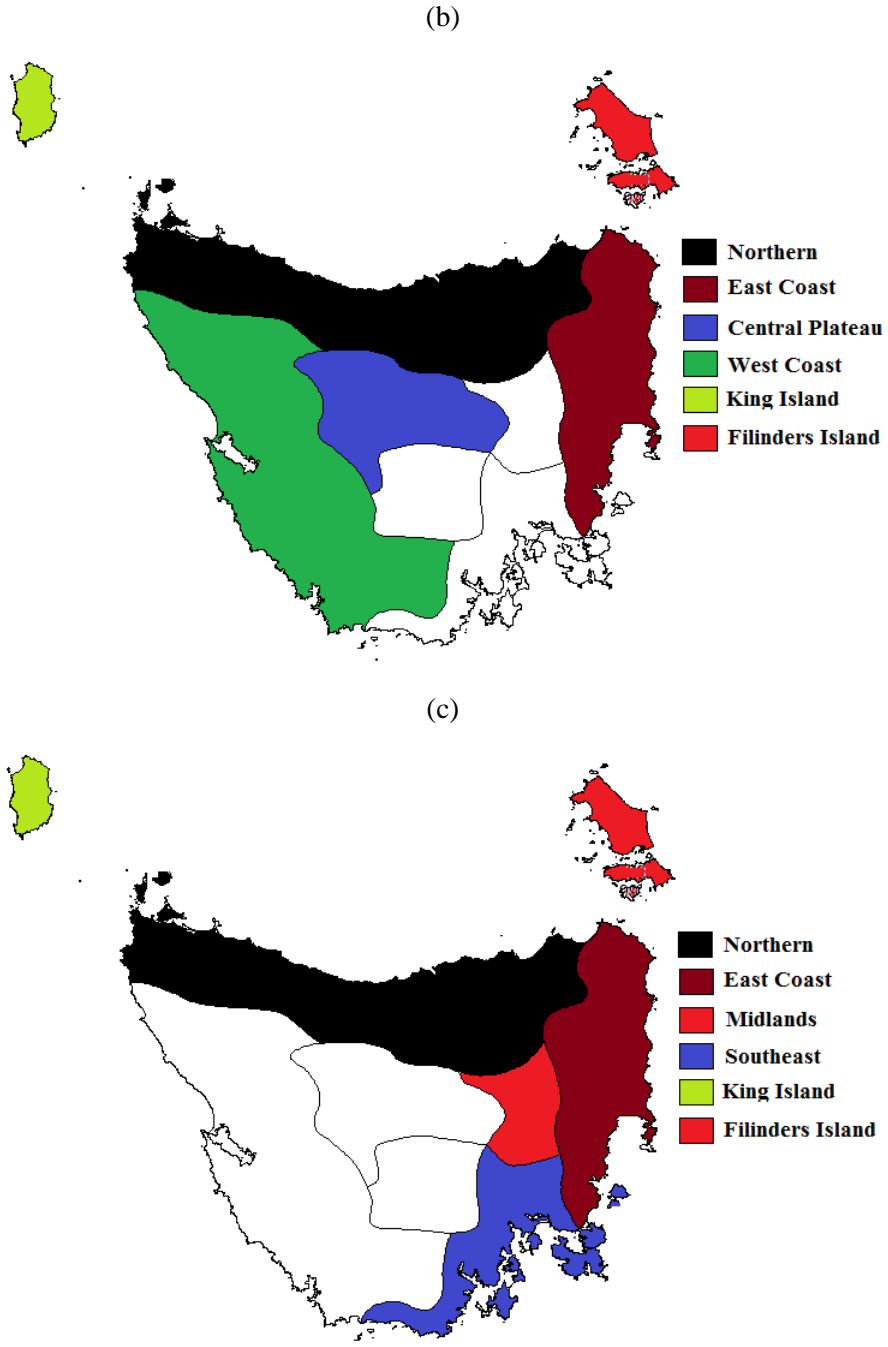 (b)
Northern
East Coast
Central Plateau
West Coast
King Island
Filinders Island
(c)
Northern
East Coast
Midlands
Southeast
King Island
Filinders Island